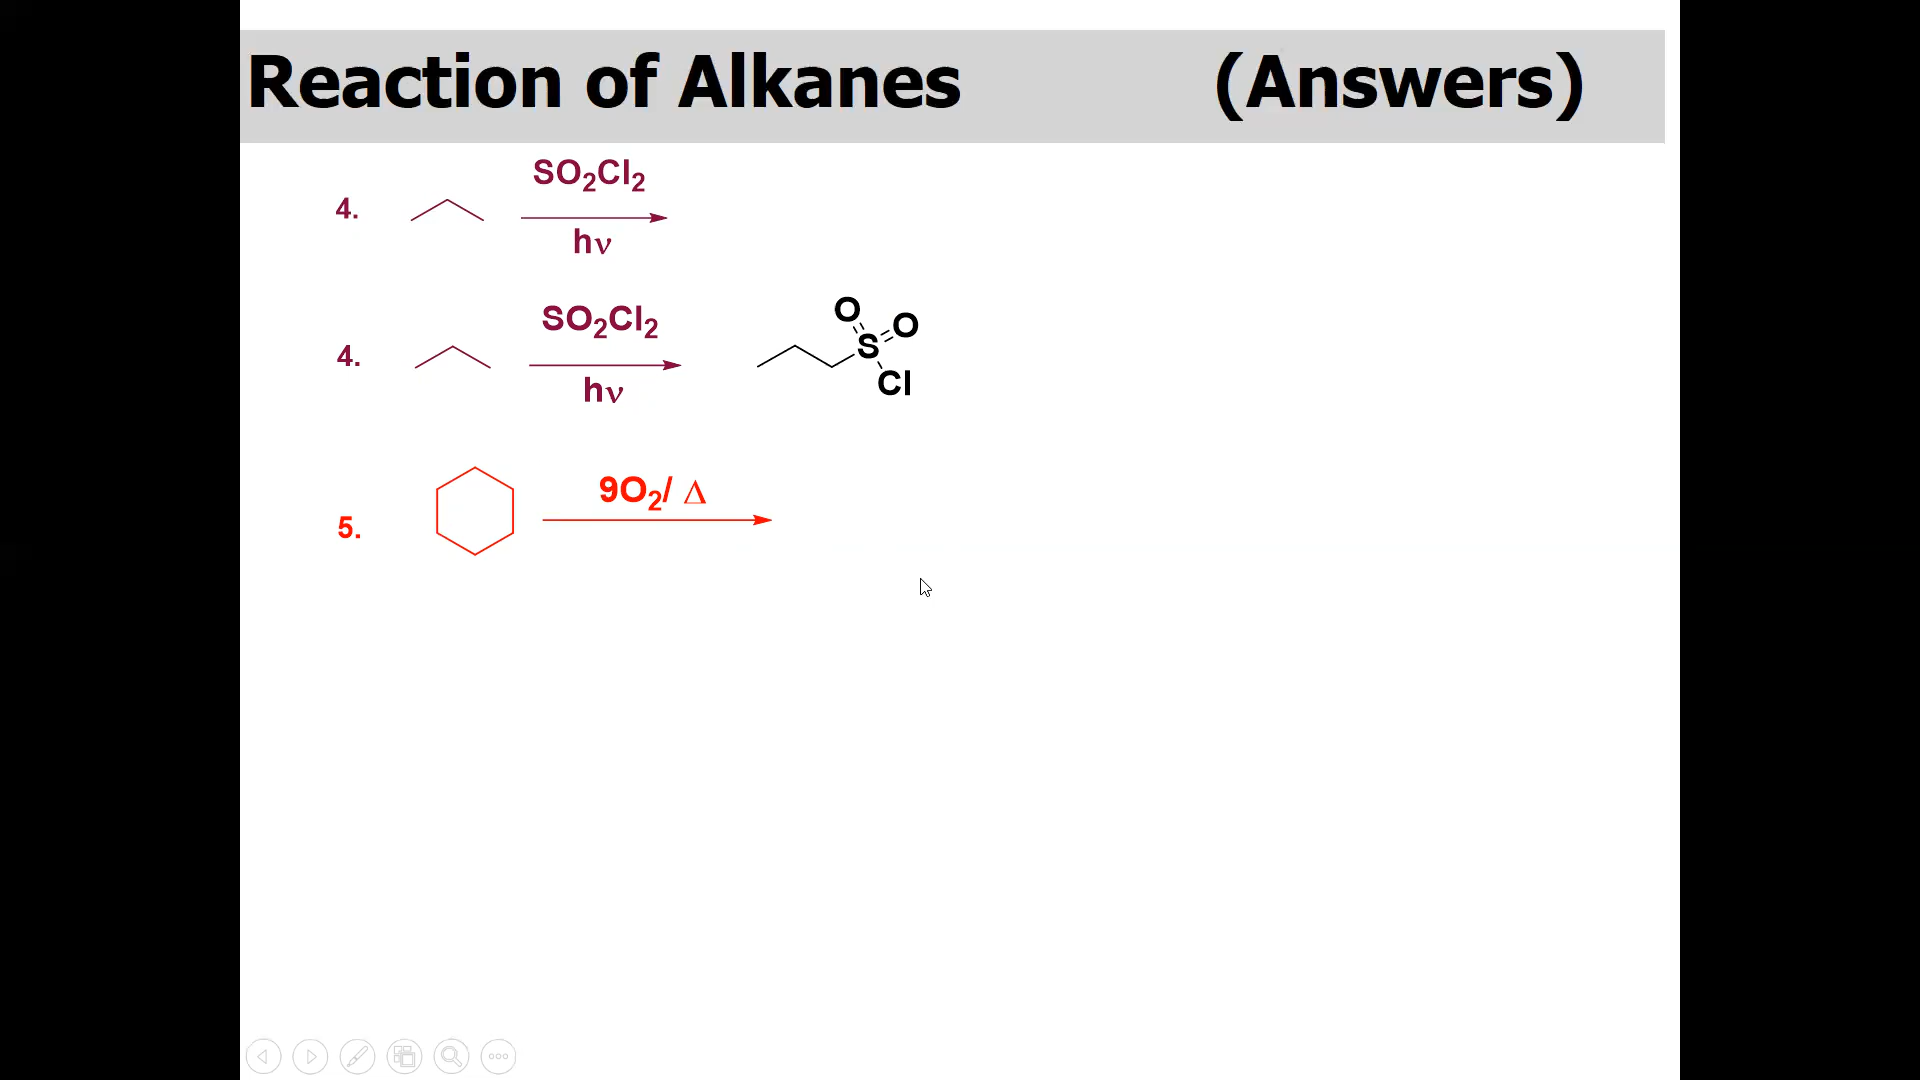 Reaction of Alkanes (Answers)
SO₂Cl₂
4.
hν
SO₂Cl₂
4.
hν
O
O
S
Cl
9O₂/ Δ
5.